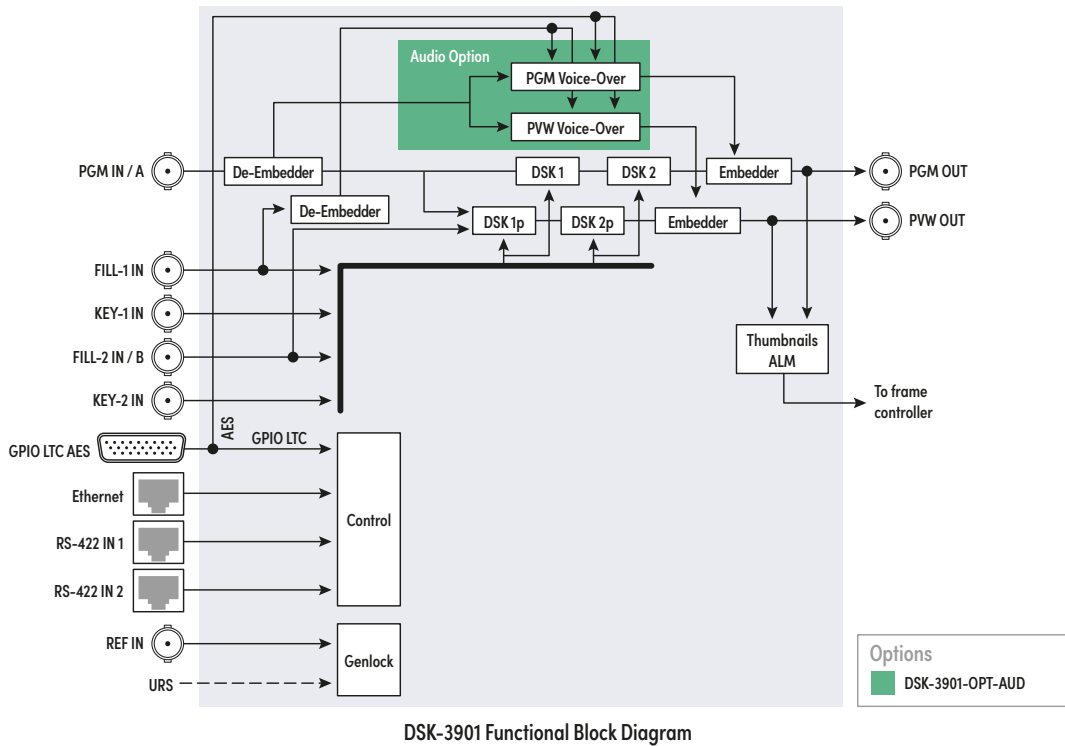 Audio Option
PGM Voice-Over
PVW Voice-Over
PGM IN / A
De-Embedder
DSK 1
DSK 2
Embedder
PGM OUT
De-Embedder
DSK 1p
DSK 2p
Embedder
PVW OUT
FILL-1 IN
KEY-1 IN
FILL-2 IN / B
KEY-2 IN
Thumbnails
ALM
To frame
controller
AES
GPIO LTC
GPIO LTC AES
Ethernet
RS-422 IN 1
RS-422 IN 2
Control
REF IN
URS
Genlock
Options
DSK-3901-OPT-AUD
DSK-3901 Functional Block Diagram